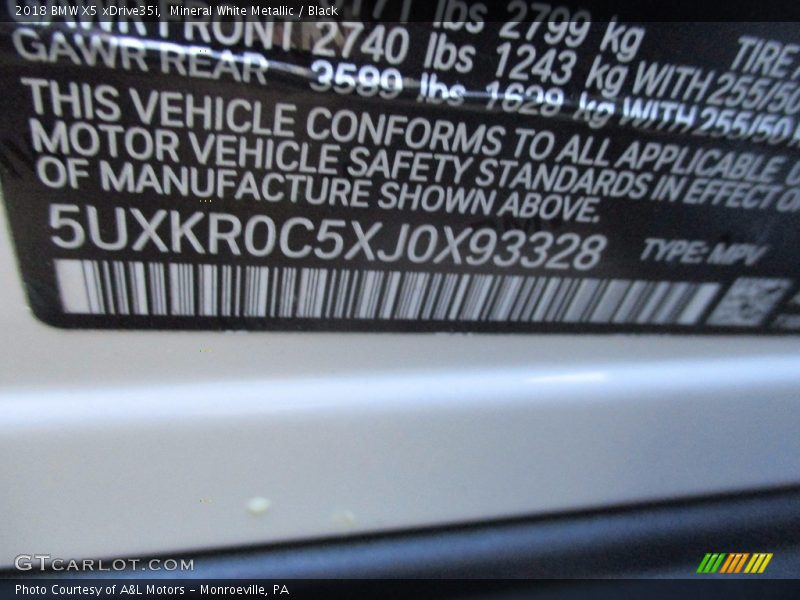 2018 BMW X5 xDrive35i, Mineral White Metallic / Black
lbs 2799 kg
FRONT 2740 lbs 1243 kg WITH 255/50
GAWR REAR 3599 lbs 1629 kg WITH 255/50
TIRE
THIS VEHICLE CONFORMS TO ALL APPLICABLE
MOTOR VEHICLE SAFETY STANDARDS IN EFFECT
OF MANUFACTURE SHOWN ABOVE.
5UXKR0C5XJ0X93328 TYPE: MPV
GTCARLOT.COM
Photo Courtesy of A&L Motors - Monroeville, PA